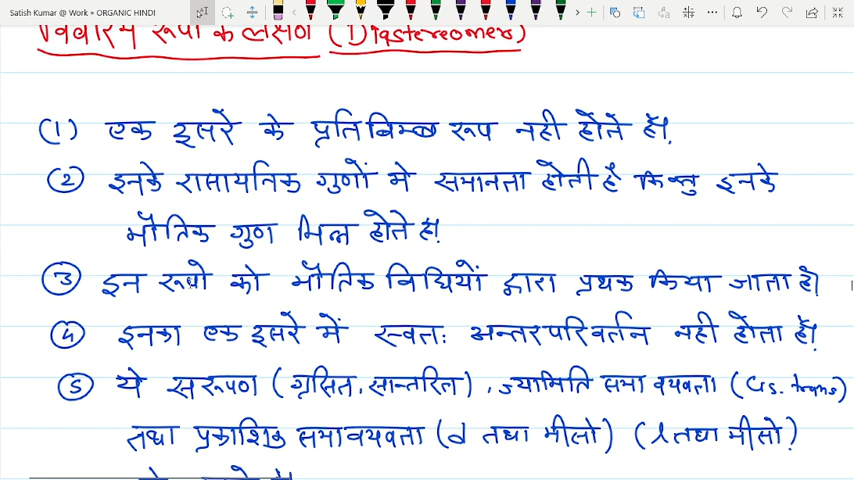 Satish Kumar @ Work » ORGANIC HINDI
विवरिम रूपो के लक्षण (Diastereomers)
(1) एक दूसरे के प्रतिबिम्ब रूप नही होते हैं।
(2) इनके रासायनिक गुणों मे समानता होती है किन्तु इनके
भौतिक गुण भिन्न होते हैं।
(3) इन रूपो को भौतिक विधियों द्वारा प्रथक किया जाता है।
(4) इनका एक दूसरे में स्वतः अन्तरपरिवर्तन नही होता है।
(5) ये सरूपण (ग्रसित, सान्तरित), ज्यामिति समावयवता (Cis. trans)
तथा प्रकाशिक समावयवता (d तथा मीसो) (l तथा मीसो)